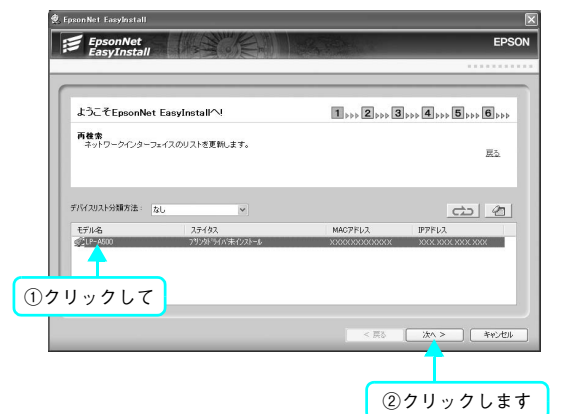 EpsonNet EasyInstall
EpsonNet
EasyInstall
EPSON
ようこそEpsonNet EasyInstallへ!
1 2 3 4 5 6
再検索
ネットワークインターフェイスのリストを更新します。
戻る
デバイスリスト分類方法： なし
モデル名 ステイタス MACアドレス IPアドレス
LP-A500 プリンタドライバ未インストール XXXXXXXXXXXX XXX.XXX.XXX.XXX
①クリックして
< 戻る 次へ > キャンセル
②クリックします